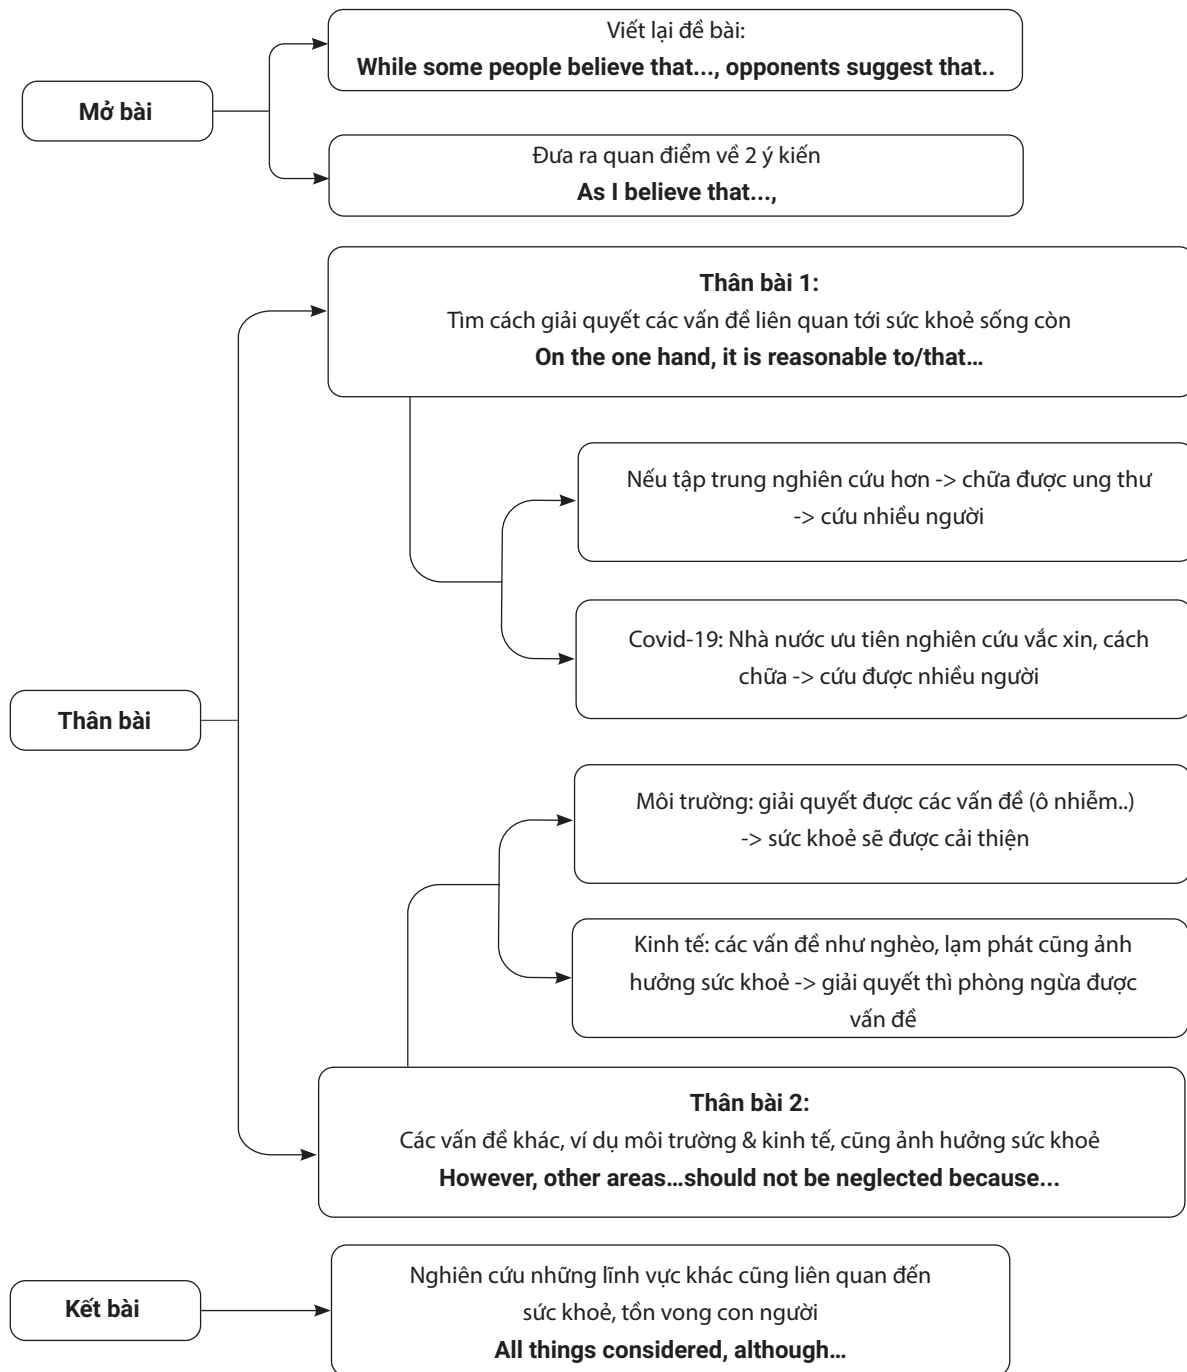 Mở bài
Viết lại đề bài:
While some people believe that..., opponents suggest that..
Đưa ra quan điểm về 2 ý kiến
As I believe that...,
Thân bài
Thân bài 1:
Tìm cách giải quyết các vấn đề liên quan tới sức khoẻ sống còn
On the one hand, it is reasonable to/that…
Nếu tập trung nghiên cứu hơn -> chữa được ung thư
-> cứu nhiều người
Covid-19: Nhà nước ưu tiên nghiên cứu vắc xin, cách
chữa -> cứu được nhiều người
Môi trường: giải quyết được các vấn đề (ô nhiễm..)
-> sức khoẻ sẽ được cải thiện
Kinh tế: các vấn đề như nghèo, lạm phát cũng ảnh
hưởng sức khoẻ -> giải quyết thì phòng ngừa được
vấn đề
Thân bài 2:
Các vấn đề khác, ví dụ môi trường & kinh tế, cũng ảnh hưởng sức khoẻ
However, other areas…should not be neglected because...
Kết bài
Nghiên cứu những lĩnh vực khác cũng liên quan đến
sức khoẻ, tồn vong con người
All things considered, although…